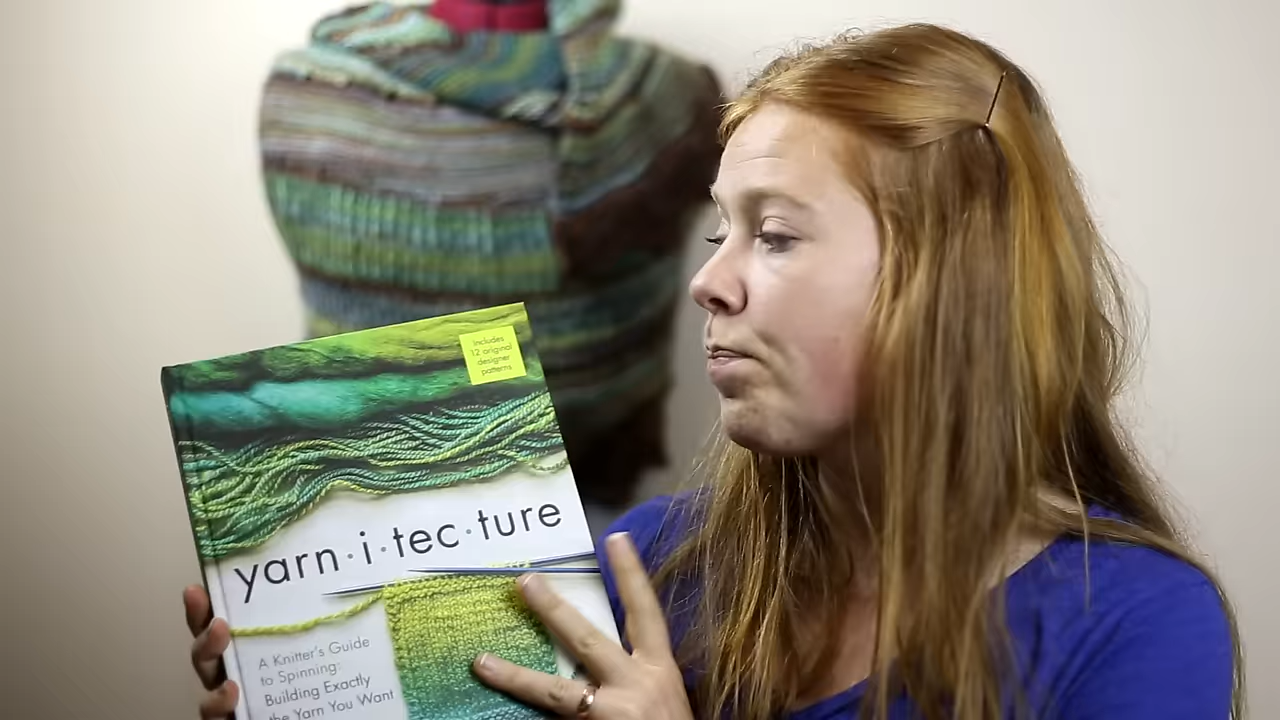 Includes
12 original
designer
patterns
yarn·i·tec·ture
A Knitter's Guide
to Spinning:
Building Exactly
the Yarn You Want